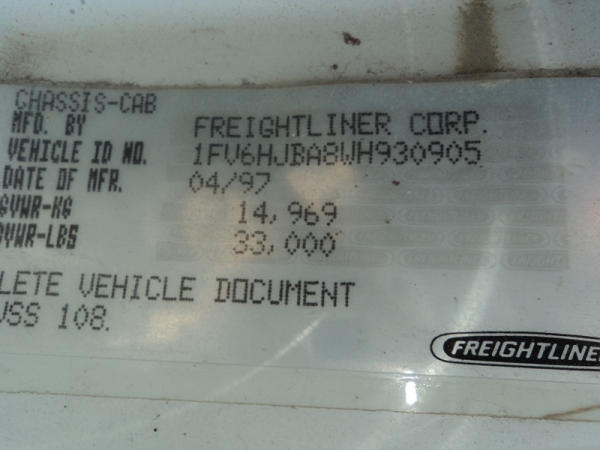 CHASSIS-CAB
MFD. BY FREIGHTLINER CORP.
VEHICLE ID NO. 1FV6HJBA8WH930905
DATE OF MFR. 04/97
GVWR-KG 14,969
GVWR-LBS 33,000
LETE VEHICLE DOCUMENT
VSS 108.
FREIGHTLINE